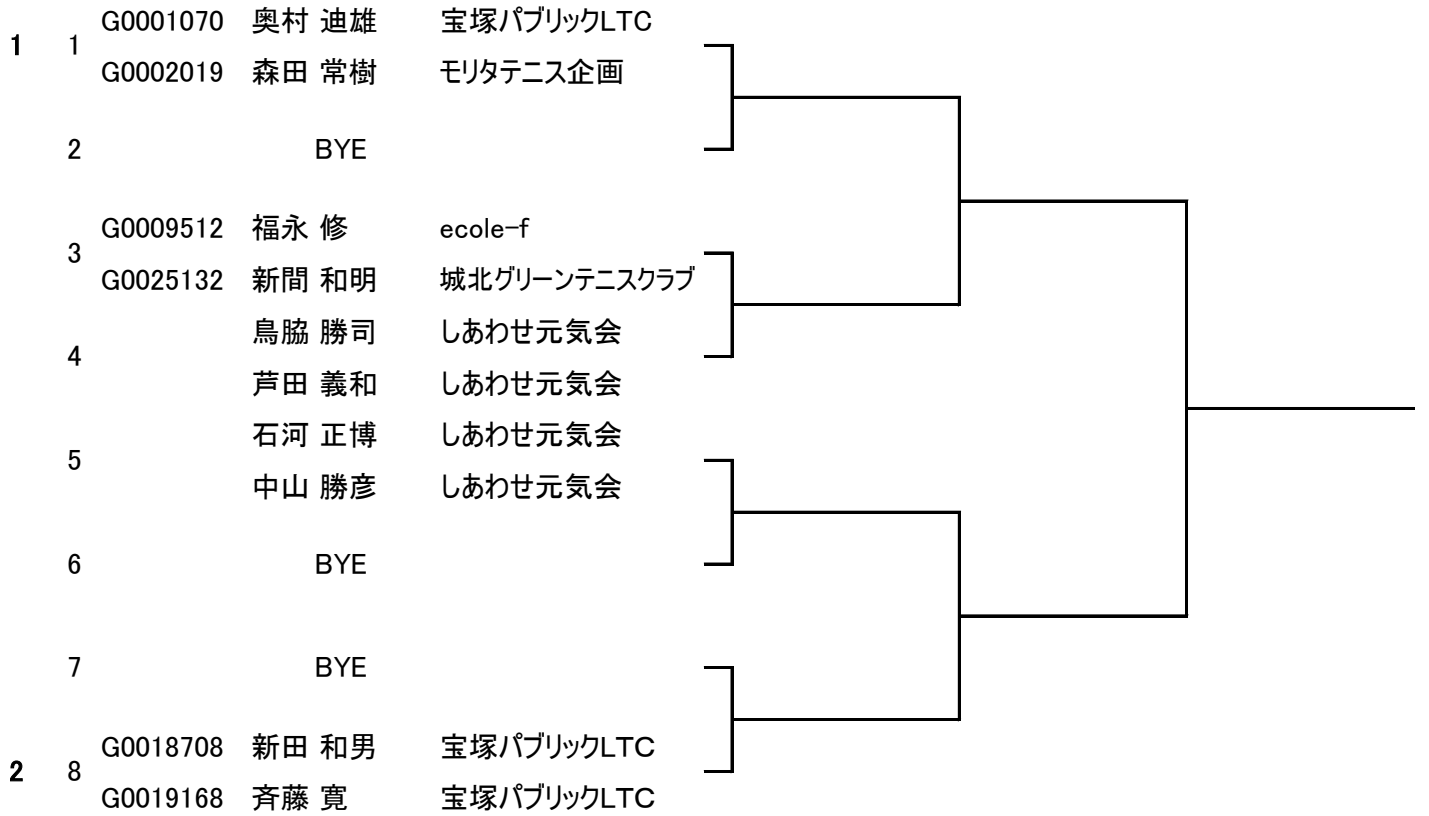 G0001070 奥村 迪雄 宝塚パブリックLTC
1 1
G0002019 森田 常樹 モリタテニス企画
2 BYE
G0009512 福永 修 ecole-f
3
G0025132 新間 和明 城北グリーンテニスクラブ
鳥脇 勝司 しあわせ元気会
4
芦田 義和 しあわせ元気会
石河 正博 しあわせ元気会
5
中山 勝彦 しあわせ元気会
6 BYE
7 BYE
G0018708 新田 和男 宝塚パブリックLTC
2 8
G0019168 斉藤 寛 宝塚パブリックLTC